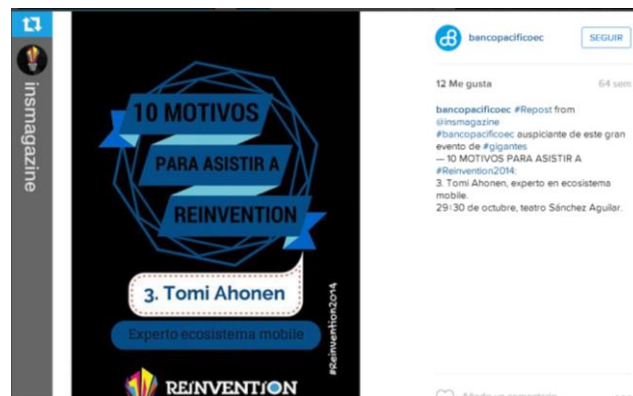 insmagazine
10 MOTIVOS
PARA ASISTIR A
REINVENTION
3. Tomi Ahonen
Experto ecosistema mobile
#Reinvention2014
REINVENTION
bancopacificoec
SEGUIR
12 Me gusta
64 sem
bancopacificoec #Repost from
@insmagazine
#bancopacificoec auspiciante de este gran
evento de #gigantes
— 10 MOTIVOS PARA ASISTIR A
#Reinvention2014:
3. Tomi Ahonen, experto en ecosistema
mobile.
29-30 de octubre, teatro Sánchez Aguilar.